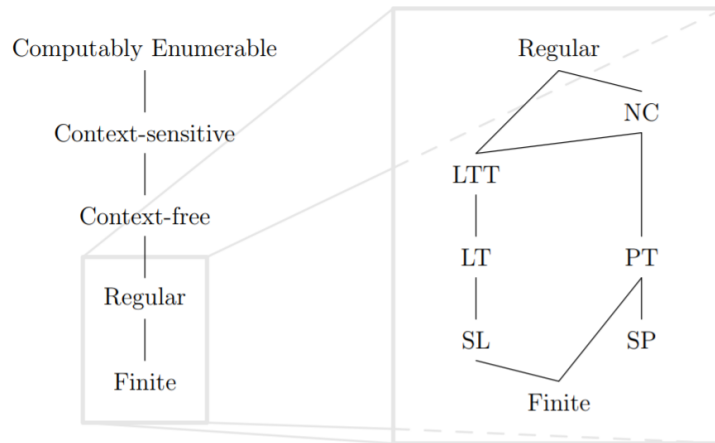 Computably Enumerable
Context-sensitive
Context-free
Regular
Finite
Regular
NC
LTT
LT
PT
SL
SP
Finite